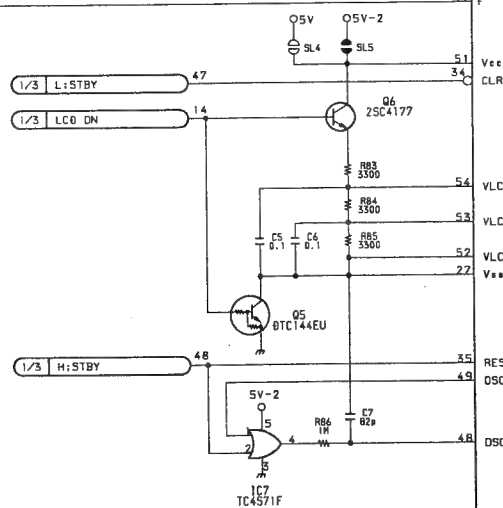 F
5V 5V-2
SL4 SL5
51 Vcc
34 CLR
1/3 L:STBY 47
1/3 LCD ON 14
Q6
2SC4177
R83
3300
54 VLC
R84
3300
53 VLC
C5
0.1
C6
0.1
R85
3300
52 VLC
27 Vss
Q5
DTC144EU
1/3 H:STBY 48
35 RES
49 OSC
5V-2
5
C7
82p
R86
1M
2 4 48 OSC
3
IC7
TC4S71F